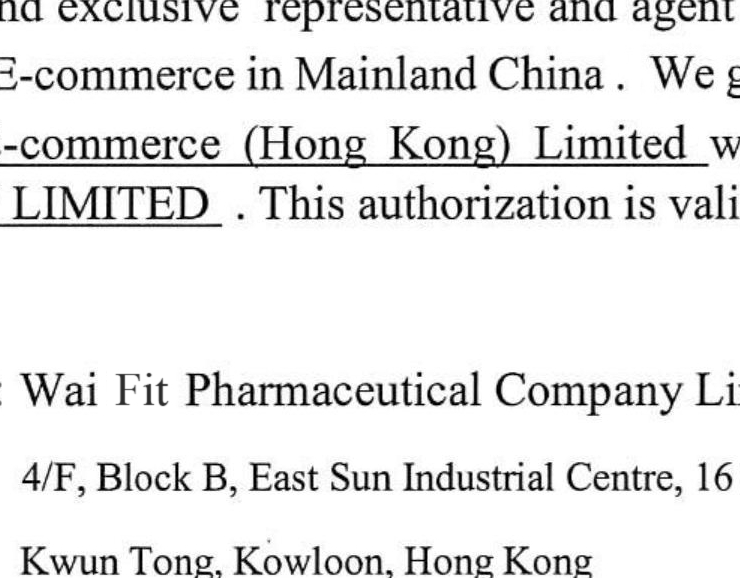 nd exclusive representative and agent
E-commerce in Mainland China . We g
-commerce (Hong Kong) Limited w
LIMITED . This authorization is vali
: Wai Fit Pharmaceutical Company Li
4/F, Block B, East Sun Industrial Centre, 16
Kwun Tong, Kowloon, Hong Kong